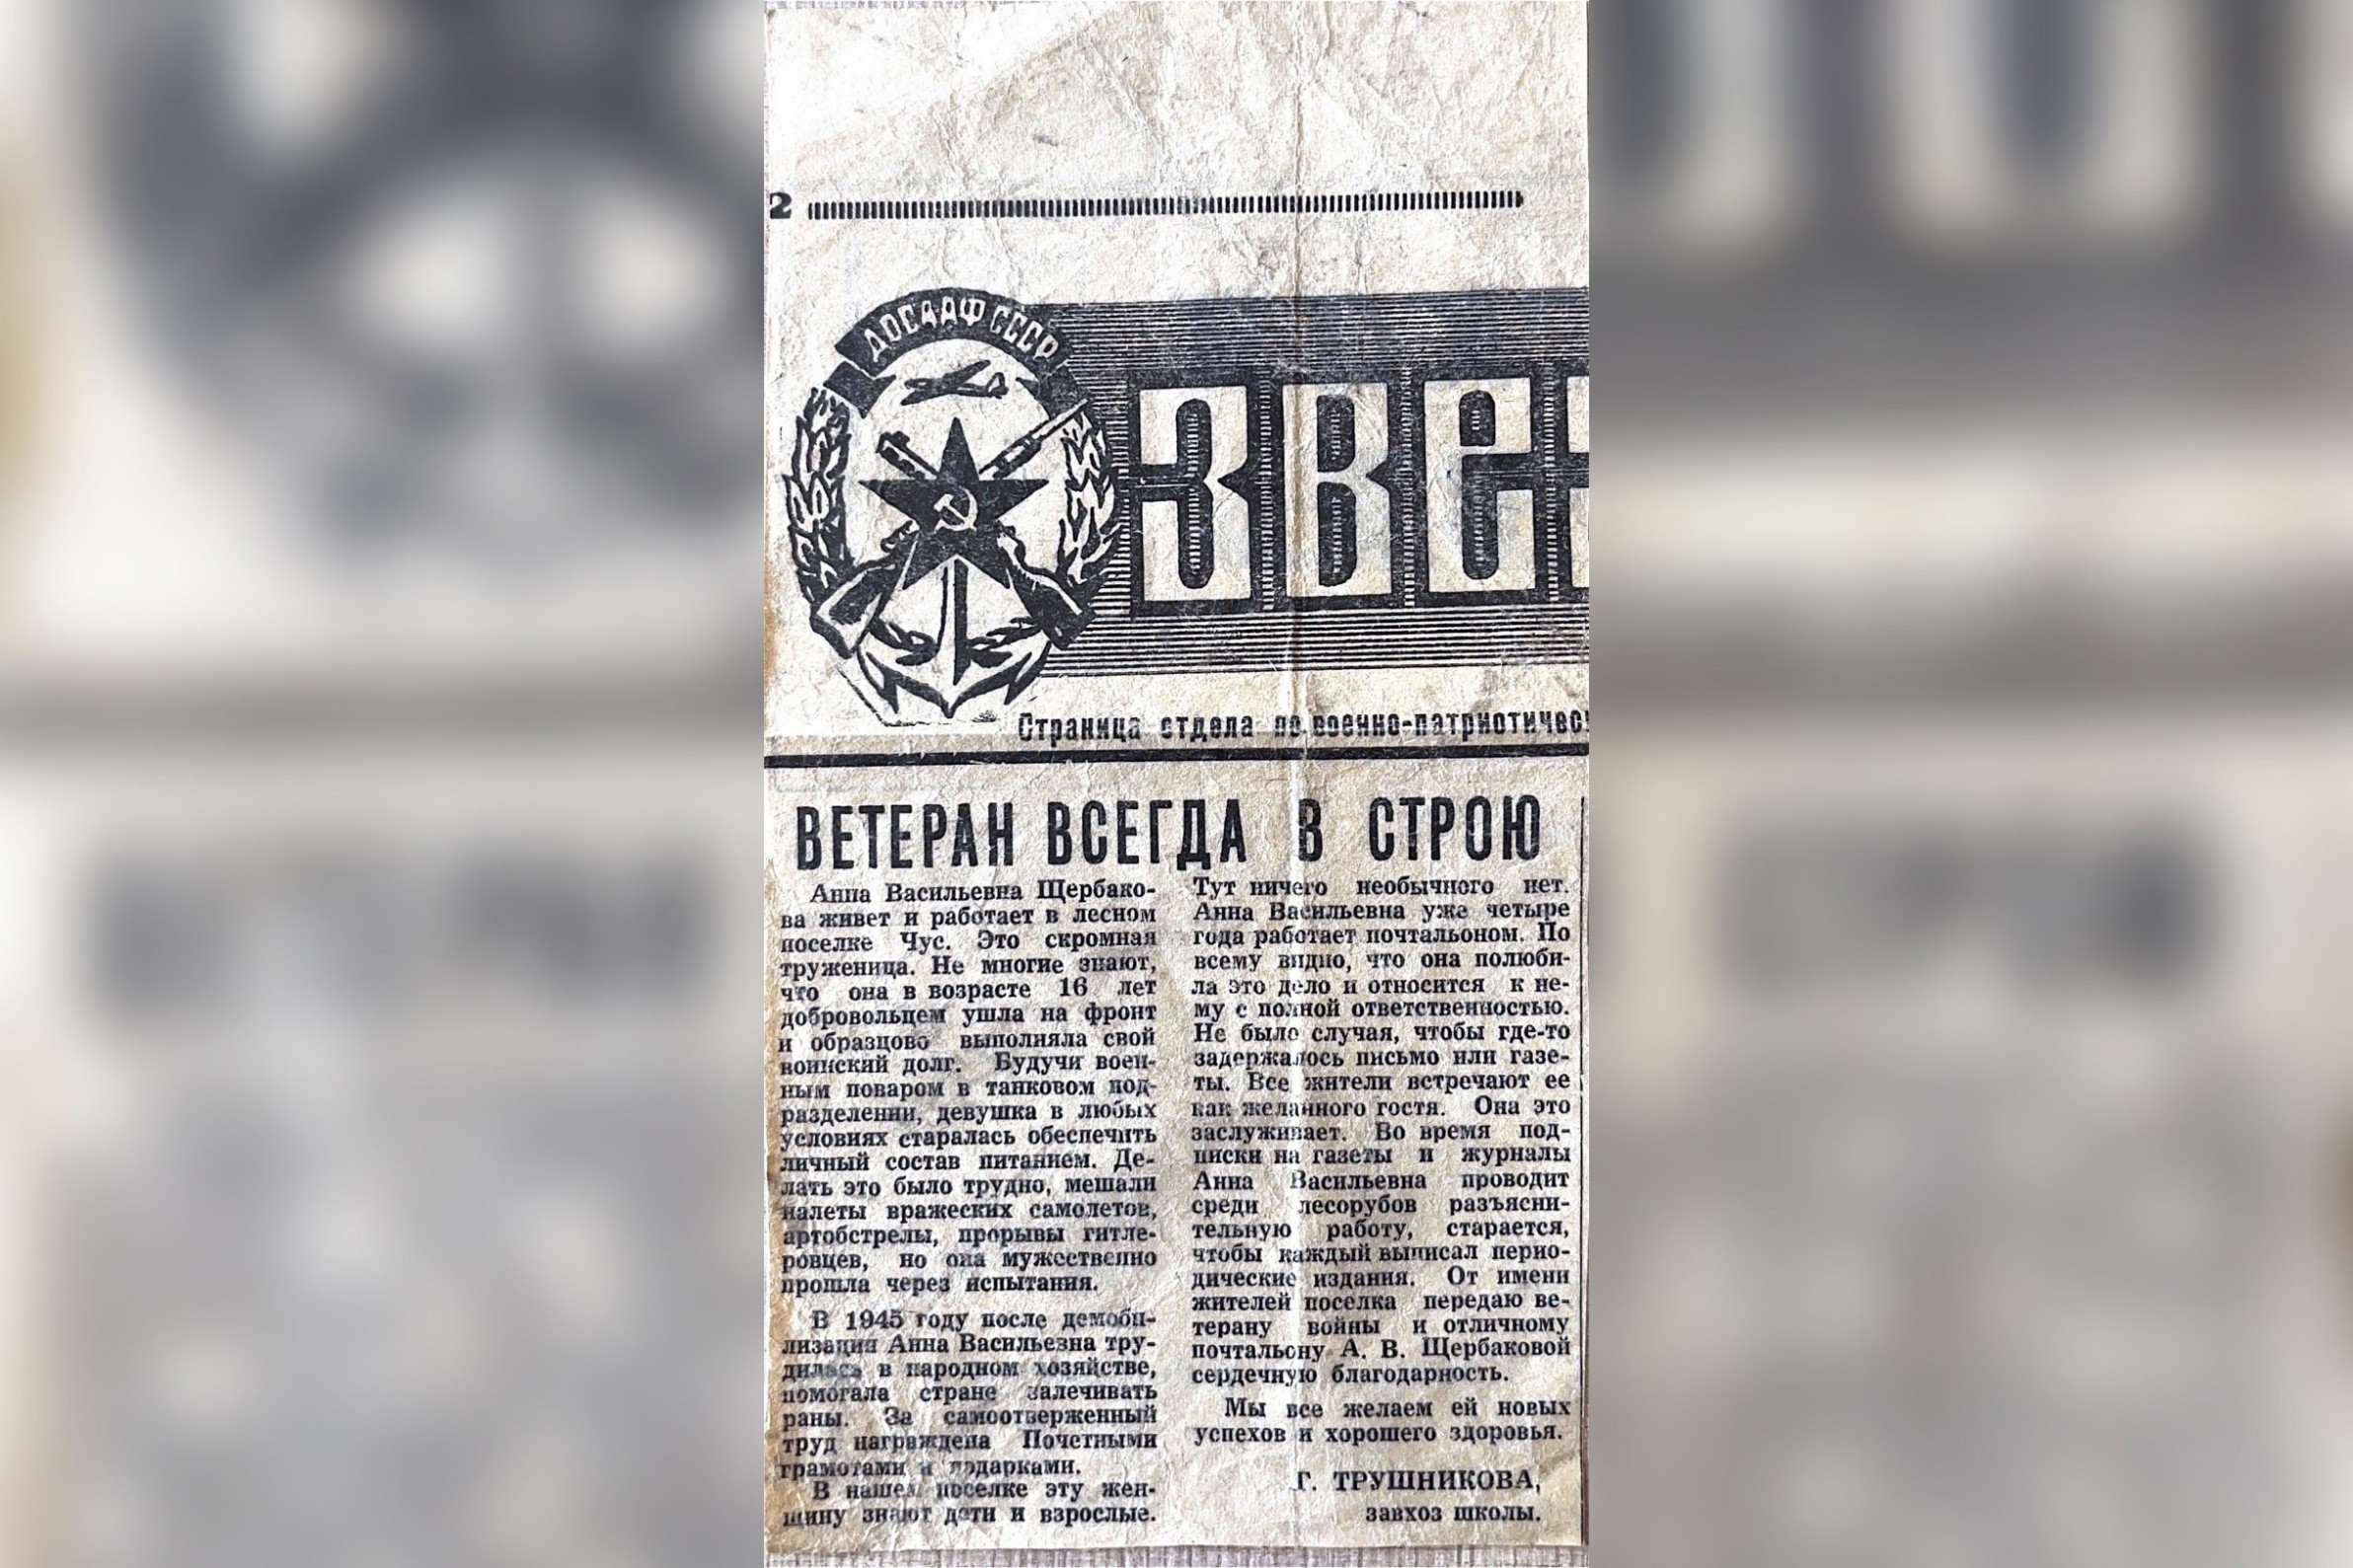 2
ДОСААФ СССР
ЗВЕ
Страница отдела по военно-патриотичес
ВЕТЕРАН ВСЕГДА В СТРОЮ
Анна Васильевна Щербако-
ва живет и работает в лесном
поселке Чус. Это скромная
труженица. Не многие знают,
что она в возрасте 16 лет
добровольцем ушла на фронт
и образцово выполняла свой
воинский долг. Будучи воен-
ным поваром в танковом под-
разделении, девушка в любых
условиях старалась обеспечить
личный состав питанием. Де-
лать это было трудно, мешали
налеты вражеских самолетов,
артобстрелы, прорывы гитле-
ровцев, но она мужественно
прошла через испытания.
В 1945 году после демоби-
лизации Анна Васильевна тру-
дилась в народном хозяйстве,
помогала стране залечивать
раны. За самоотверженный
труд награждена Почетными
грамотами и подарками.
В нашем поселке эту жен-
щину знают дети и взрослые.
Тут ничего необычного нет.
Анна Васильевна уже четыре
года работает почтальоном. По
всему видно, что она полюби-
ла это дело и относится к не-
му с полной ответственностью.
Не было случая, чтобы где-то
задержалось письмо или газе-
ты. Все жители встречают ее
как желанного гостя. Она это
заслуживает. Во время под-
писки на газеты и журналы
Анна Васильевна проводит
среди лесорубов разъясни-
тельную работу, старается,
чтобы каждый выписал перио-
дические издания. От имени
жителей поселка передаю ве-
терану войны и отличному
почтальону А. В. Щербаковой
сердечную благодарность.
Мы все желаем ей новых
успехов и хорошего здоровья.
Г. ТРУШНИКОВА,
завхоз школы.